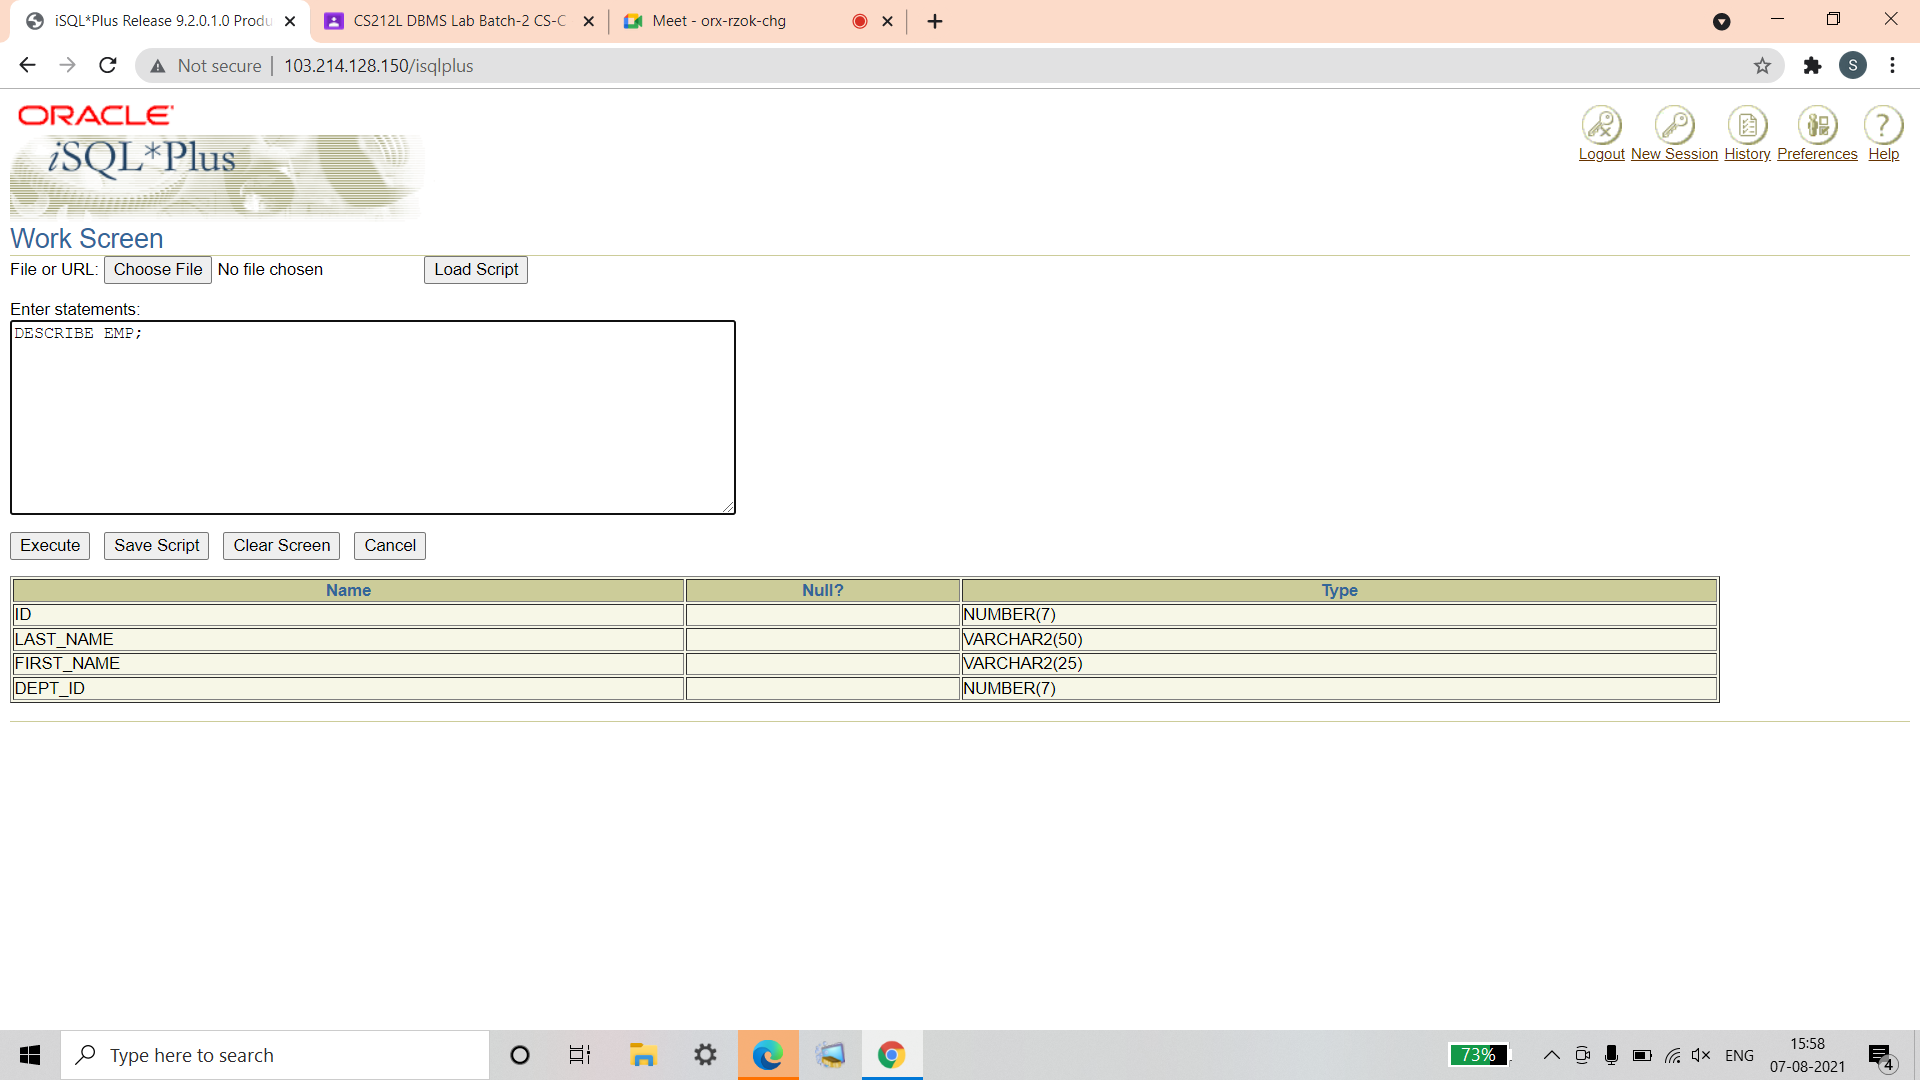 iSQL*Plus Release 9.2.0.1.0 Produ
CS212L DBMS Lab Batch-2 CS-C
Meet - orx-rzok-chg
Not secure
103.214.128.150/isqlplus
S
ORACLE
iSQL*Plus
Logout New Session History Preferences Help
Work Screen
File or URL: Choose File No file chosen Load Script
Enter statements:
DESCRIBE EMP;
Execute Save Script Clear Screen Cancel
Name Null? Type
ID NUMBER(7)
LAST_NAME VARCHAR2(50)
FIRST_NAME VARCHAR2(25)
DEPT_ID NUMBER(7)
Type here to search
73%
ENG
15:58
07-08-2021
4